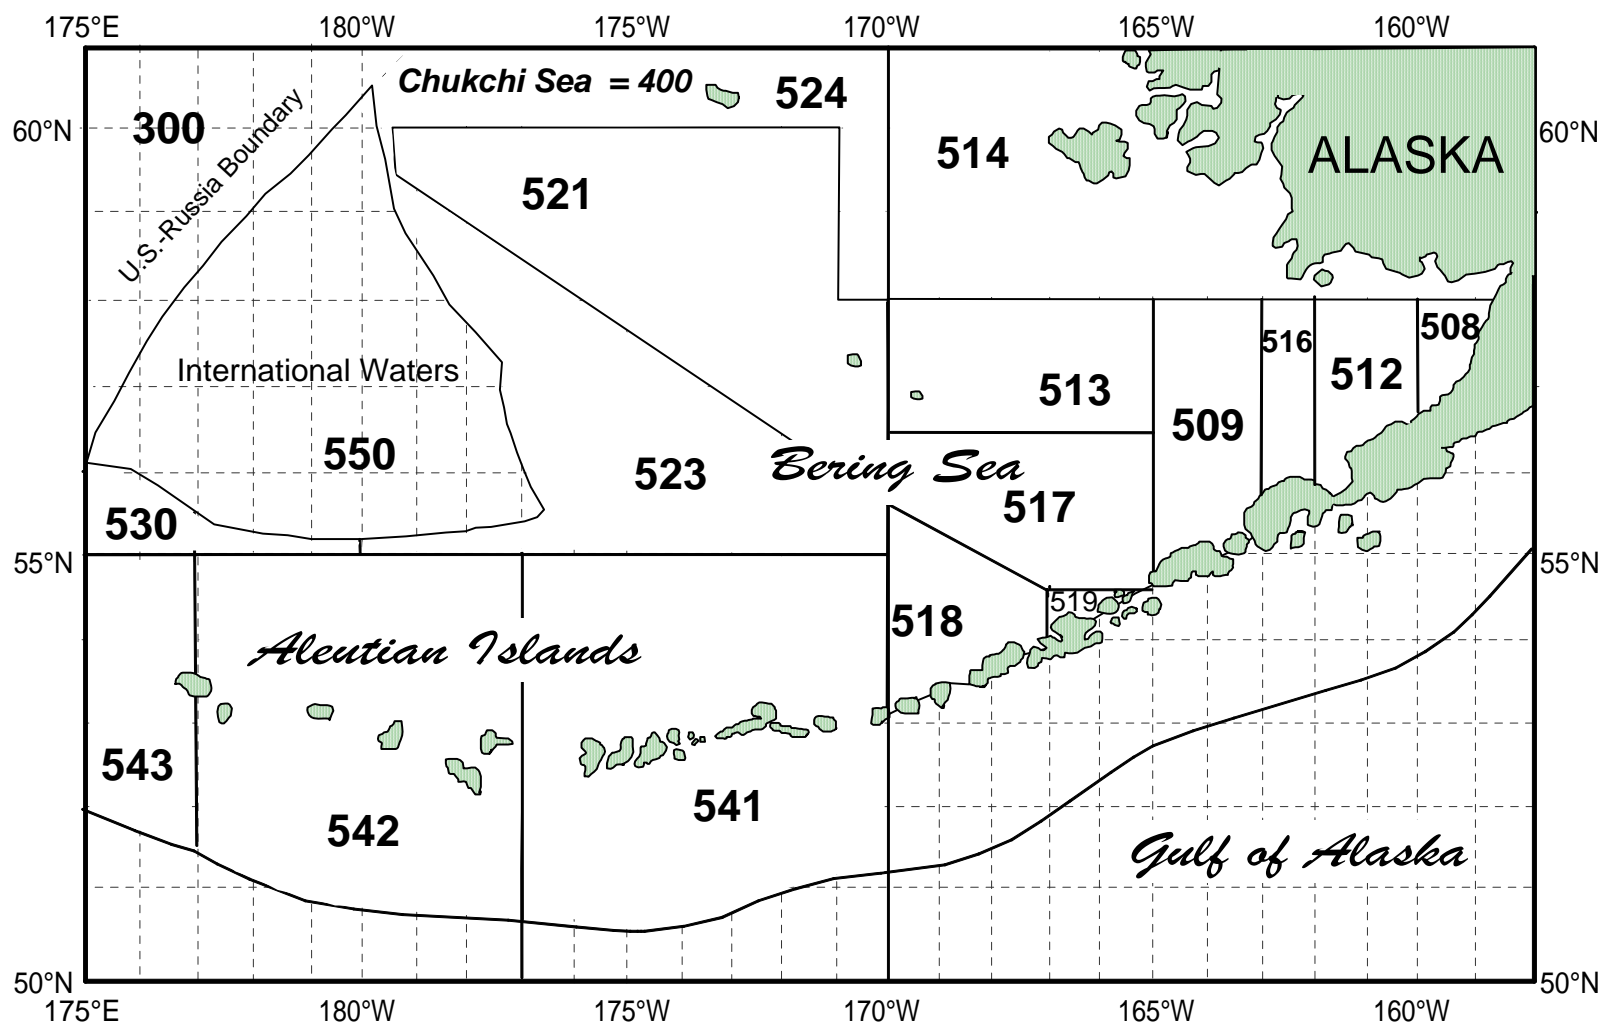 175°E 180°W 175°W 170°W 165°W 160°W
Chukchi Sea = 400
524
60°N
300
60°N
514
ALASKA
U.S.-Russia Boundary
521
508
516
International Waters
512
513
509
550
523
Bering Sea
517
530
55°N
55°N
519
518
Aleutian Islands
543
541
542
Gulf of Alaska
50°N
50°N
175°E 180°W 175°W 170°W 165°W 160°W